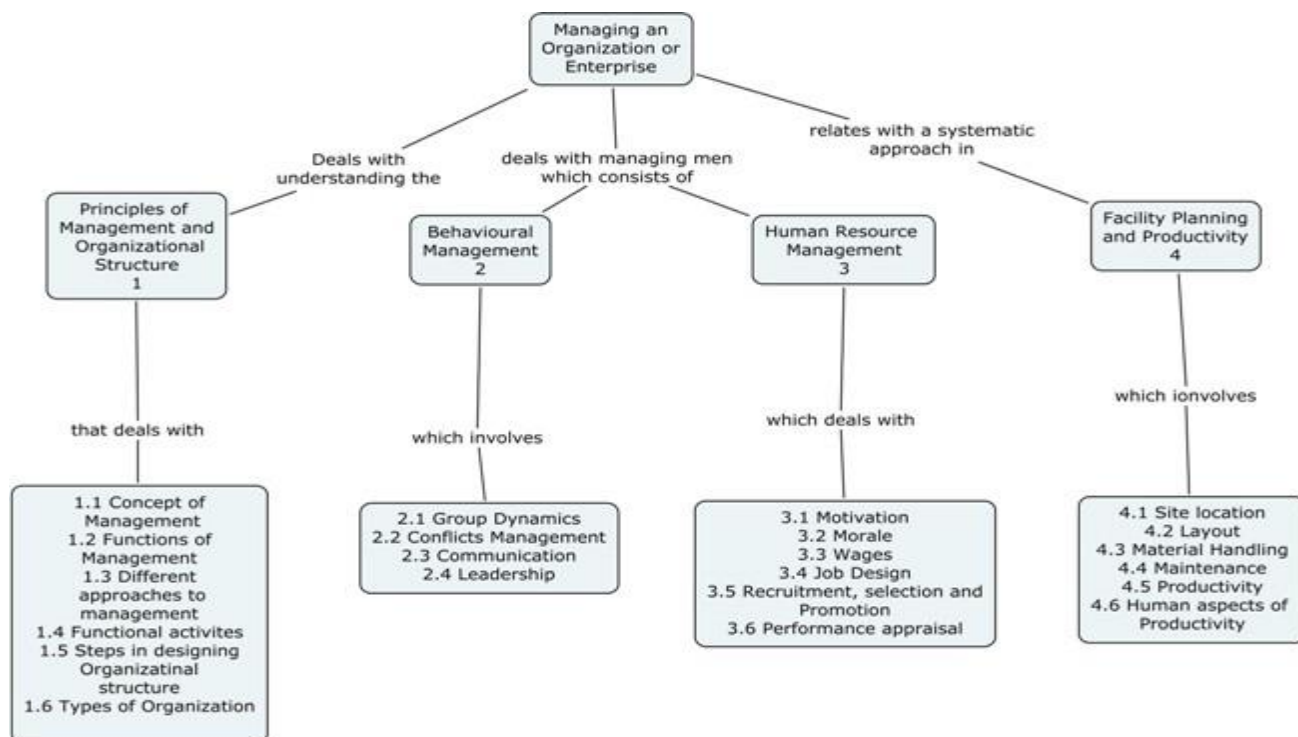 Managing an
Organization or
Enterprise
Deals with
understanding the
deals with managing men
which consists of
relates with a systematic
approach in
Principles of
Management and
Organizational
Structure
1
Behavioural
Management
2
Human Resource
Management
3
Facility Planning
and Productivity
4
that deals with
which involves
which deals with
which ionvolves
1.1 Concept of
Management
1.2 Functions of
Management
1.3 Different
approaches to
management
1.4 Functional activites
1.5 Steps in designing
Organizatinal
structure
1.6 Types of Organization
2.1 Group Dynamics
2.2 Conflicts Management
2.3 Communication
2.4 Leadership
3.1 Motivation
3.2 Morale
3.3 Wages
3.4 Job Design
3.5 Recruitment, selection and
Promotion
3.6 Performance appraisal
4.1 Site location
4.2 Layout
4.3 Material Handling
4.4 Maintenance
4.5 Productivity
4.6 Human aspects of
Productivity